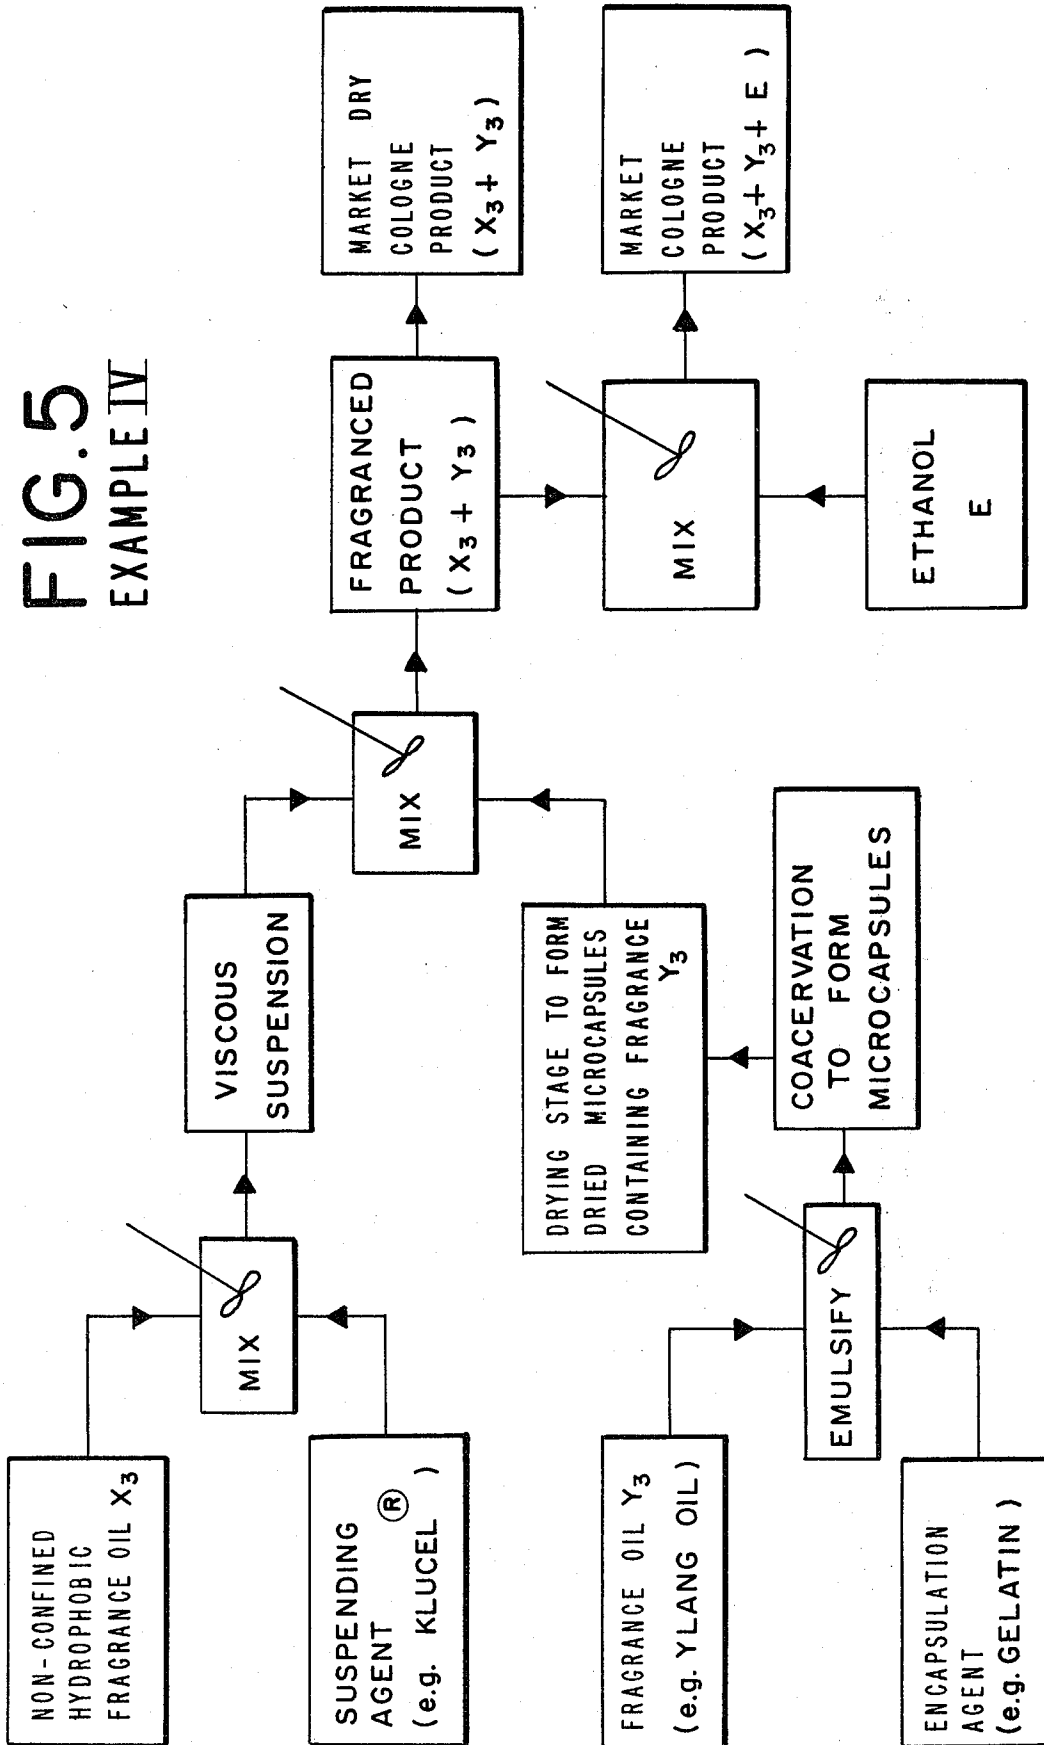 FIG. 5
EXAMPLE IV
NON-CONFINED
HYDROPHOBIC
FRAGRANCE OIL X3
SUSPENDING
AGENT
(e.g. KLUCEL ®)
MIX
VISCOUS
SUSPENSION
FRAGRANCE OIL Y3
(e.g. YLANG OIL)
ENCAPSULATION
AGENT
(e.g. GELATIN)
EMULSIFY
COACERVATION
TO FORM
MICROCAPSULES
DRYING STAGE TO FORM
DRIED MICROCAPSULES
CONTAINING FRAGRANCE
Y3
MIX
FRAGRANCED
PRODUCT
(X3 + Y3)
MARKET DRY
COLOGNE
PRODUCT
(X3 + Y3)
MIX
ETHANOL
E
MARKET
COLOGNE
PRODUCT
(X3 + Y3 + E)